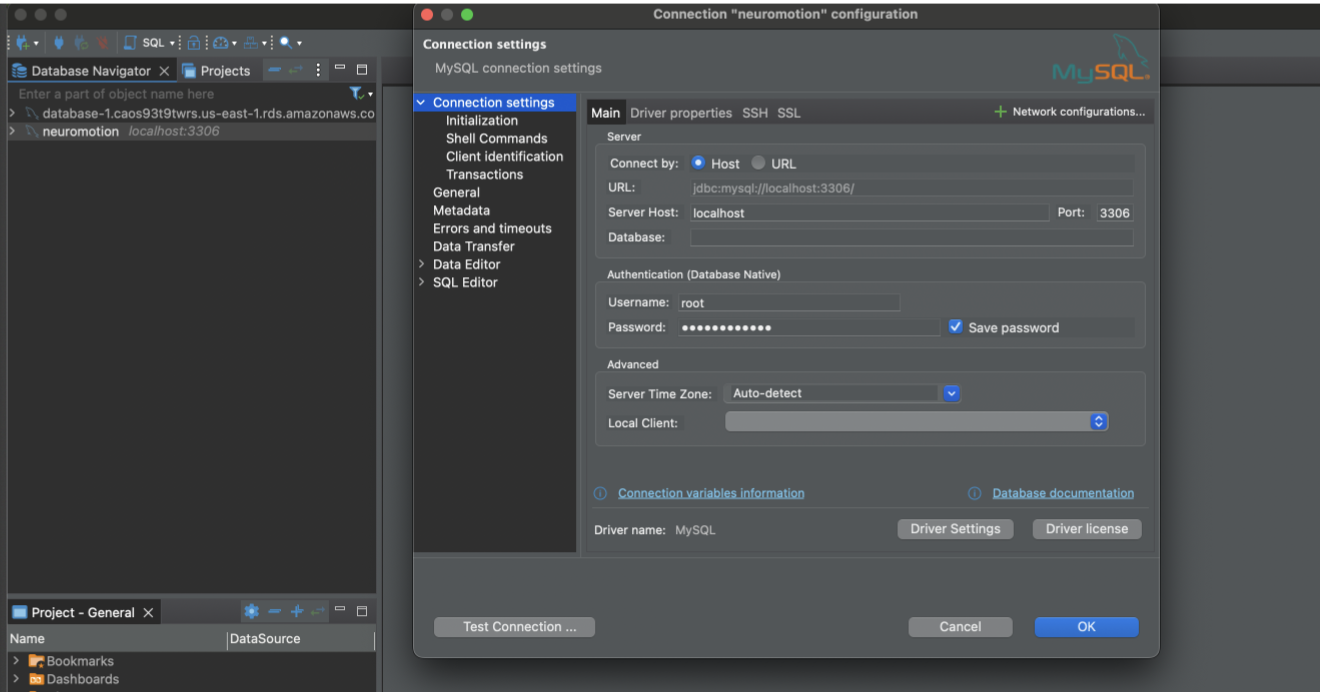 Connection "neuromotion" configuration
Connection settings
MySQL connection settings
MySQL
SQL
Database Navigator
Projects
Enter a part of object name here
database-1.caos93t9twrs.us-east-1.rds.amazonaws.co
neuromotion localhost:3306
Connection settings
Initialization
Shell Commands
Client identification
Transactions
General
Metadata
Errors and timeouts
Data Transfer
Data Editor
SQL Editor
Main Driver properties SSH SSL
Network configurations...
Server
Connect by: Host URL
URL: jdbc:mysql://localhost:3306/
Server Host: localhost Port: 3306
Database:
Authentication (Database Native)
Username: root
Password: ••••••••••••
Save password
Advanced
Server Time Zone: Auto-detect
Local Client:
Connection variables information
Database documentation
Driver name: MySQL
Driver Settings
Driver license
Test Connection ...
Cancel
OK
Project - General
Name DataSource
Bookmarks
Dashboards